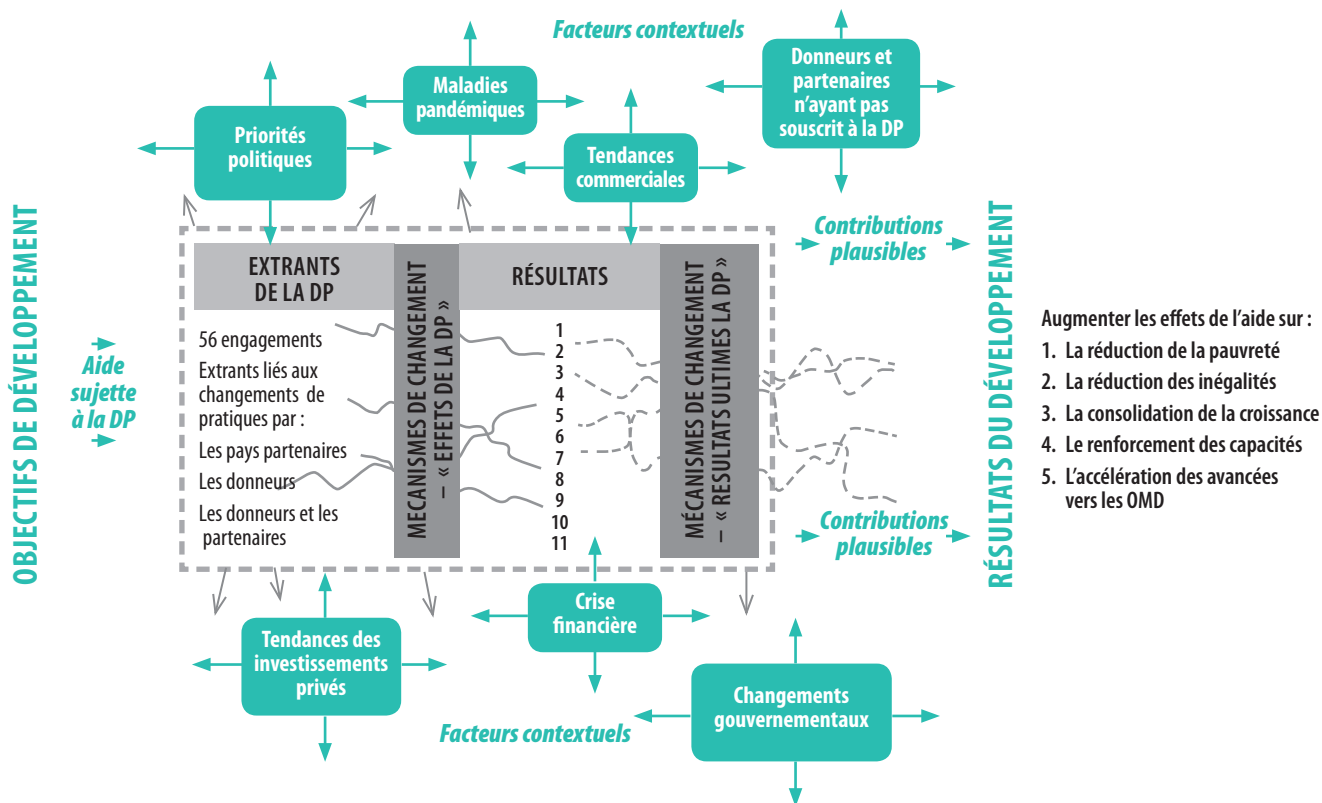 Facteurs contextuels
Priorités
politiques
Maladies
pandémiques
Tendances
commerciales
Donneurs et
partenaires
n'ayant pas
souscrit à la DP
OBJECTIFS DE DÉVELOPPEMENT
Aide
sujette
à la DP
EXTRANTS
DE LA DP
56 engagements
Extrants liés aux
changements de
pratiques par :
Les pays partenaires
Les donneurs
Les donneurs et les
partenaires
MECANISMES DE CHANGEMENT
– « EFFETS DE LA DP »
RÉSULTATS
1
2
3
4
5
6
7
8
9
10
11
MÉCANISMES DE CHANGEMENT
– « RESULTATS ULTIMES LA DP »
Contributions
plausibles
Contributions
plausibles
RÉSULTATS DU DÉVELOPPEMENT
Augmenter les effets de l'aide sur :
1. La réduction de la pauvreté
2. La réduction des inégalités
3. La consolidation de la croissance
4. Le renforcement des capacités
5. L'accélération des avancées
vers les OMD
Tendances des
investissements
privés
Crise
financière
Changements
gouvernementaux
Facteurs contextuels